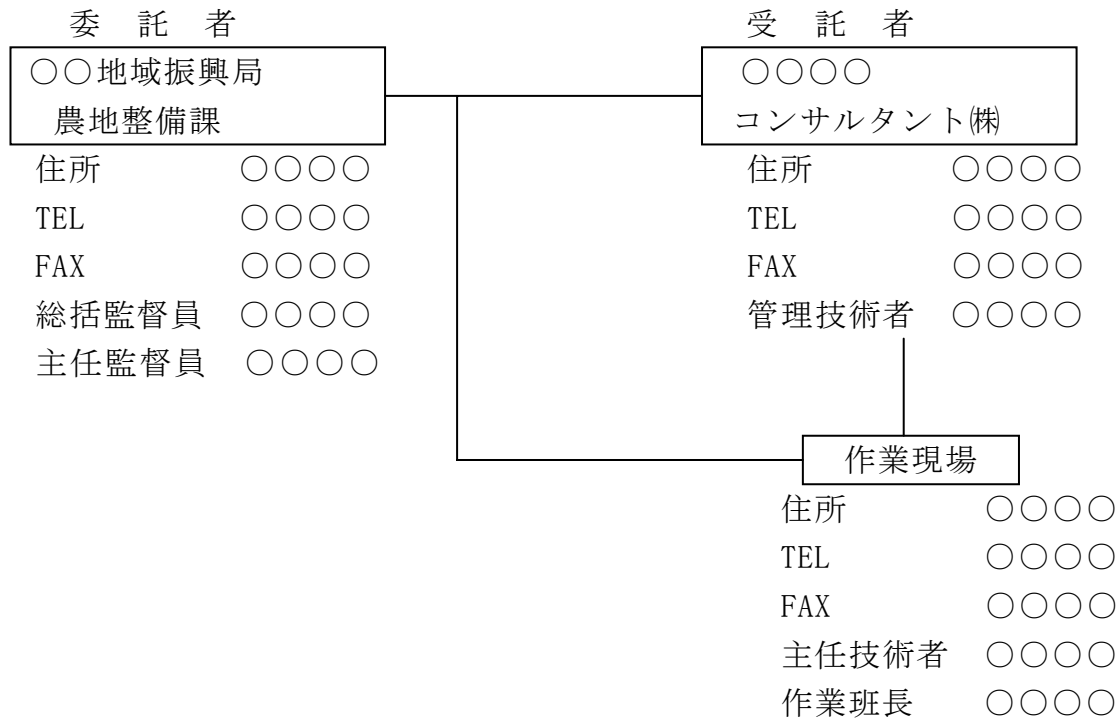 委　託　者
○○地域振興局
農地整備課
住所　○○○○
TEL　○○○○
FAX　○○○○
総括監督員　○○○○
主任監督員　○○○○
受　託　者
○○○○
コンサルタント㈱
住所　○○○○
TEL　○○○○
FAX　○○○○
管理技術者　○○○○
作業現場
住所　○○○○
TEL　○○○○
FAX　○○○○
主任技術者　○○○○
作業班長　○○○○